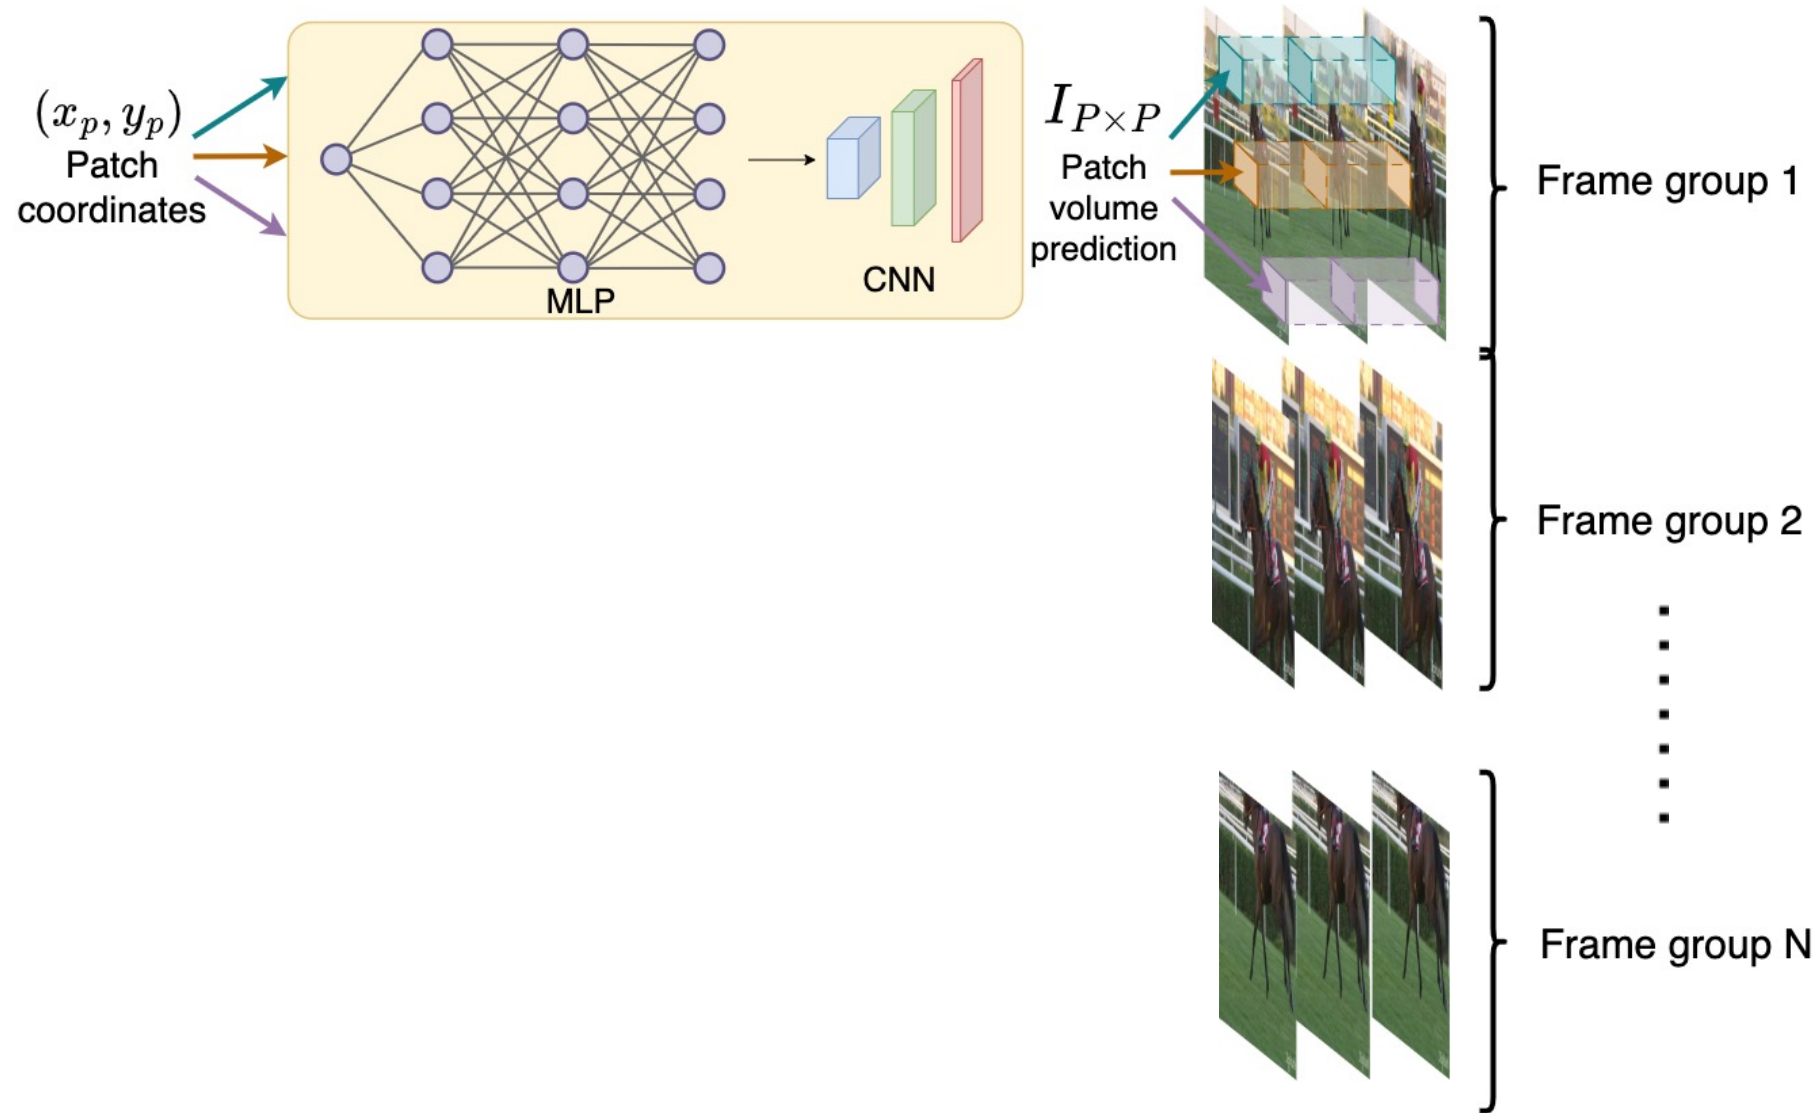 (x_p, y_p)
Patch
coordinates
MLP
CNN
I_{P×P}
Patch
volume
prediction
Frame group 1
Frame group 2
Frame group N